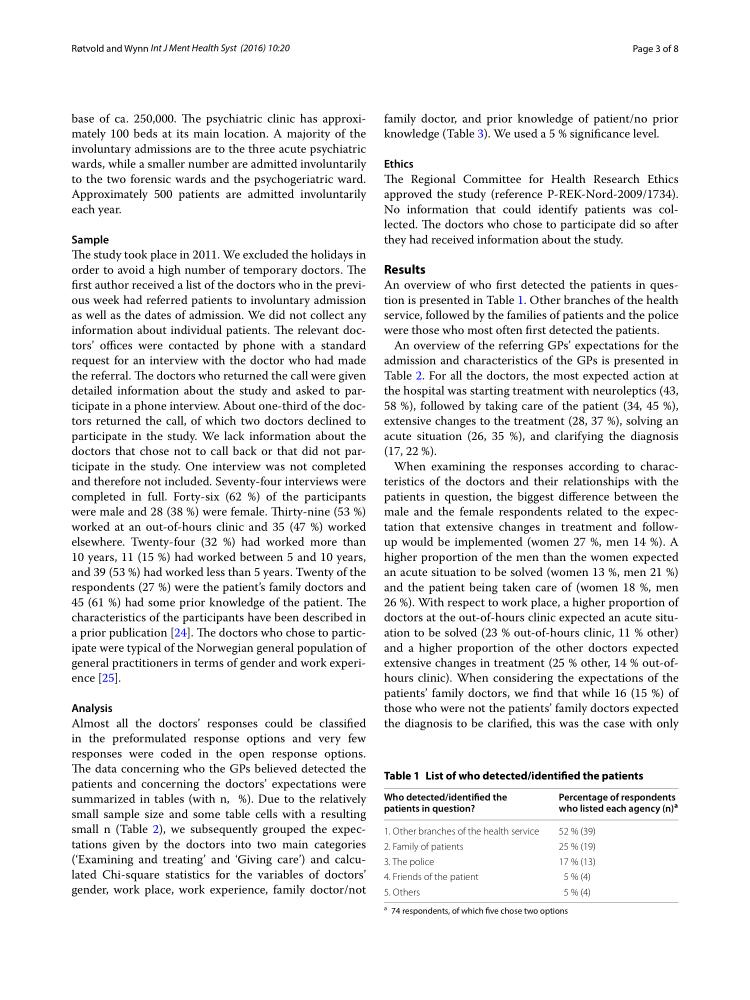 Røtvold and Wynn Int J Ment Health Syst (2016) 10:20
Page 3 of 8
base of ca. 250,000. The psychiatric clinic has approxi-
mately 100 beds at its main location. A majority of the
involuntary admissions are to the three acute psychiatric
wards, while a smaller number are admitted involuntarily
to the two forensic wards and the psychogeriatric ward.
Approximately 500 patients are admitted involuntarily
each year.
Sample
The study took place in 2011. We excluded the holidays in
order to avoid a high number of temporary doctors. The
first author received a list of the doctors who in the previ-
ous week had referred patients to involuntary admission
as well as the dates of admission. We did not collect any
information about individual patients. The relevant doc-
tors' offices were contacted by phone with a standard
request for an interview with the doctor who had made
the referral. The doctors who returned the call were given
detailed information about the study and asked to par-
ticipate in a phone interview. About one-third of the doc-
tors returned the call, of which two doctors declined to
participate in the study. We lack information about the
doctors that chose not to call back or that did not par-
ticipate in the study. One interview was not completed
and therefore not included. Seventy-four interviews were
completed in full. Forty-six (62 %) of the participants
were male and 28 (38 %) were female. Thirty-nine (53 %)
worked at an out-of-hours clinic and 35 (47 %) worked
elsewhere. Twenty-four (32 %) had worked more than
10 years, 11 (15 %) had worked between 5 and 10 years,
and 39 (53 %) had worked less than 5 years. Twenty of the
respondents (27 %) were the patient's family doctors and
45 (61 %) had some prior knowledge of the patient. The
characteristics of the participants have been described in
a prior publication [24]. The doctors who chose to partic-
ipate were typical of the Norwegian general population of
general practitioners in terms of gender and work experi-
ence [25].
Analysis
Almost all the doctors' responses could be classified
in the preformulated response options and very few
responses were coded in the open response options.
The data concerning who the GPs believed detected the
patients and concerning the doctors' expectations were
summarized in tables (with n, %). Due to the relatively
small sample size and some table cells with a resulting
small n (Table 2), we subsequently grouped the expec-
tations given by the doctors into two main categories
('Examining and treating' and 'Giving care') and calcu-
lated Chi-square statistics for the variables of doctors'
gender, work place, work experience, family doctor/not
family doctor, and prior knowledge of patient/no prior
knowledge (Table 3). We used a 5 % significance level.
Ethics
The Regional Committee for Health Research Ethics
approved the study (reference P-REK-Nord-2009/1734).
No information that could identify patients was col-
lected. The doctors who chose to participate did so after
they had received information about the study.
Results
An overview of who first detected the patients in ques-
tion is presented in Table 1. Other branches of the health
service, followed by the families of patients and the police
were those who most often first detected the patients.
An overview of the referring GPs' expectations for the
admission and characteristics of the GPs is presented in
Table 2. For all the doctors, the most expected action at
the hospital was starting treatment with neuroleptics (43,
58 %), followed by taking care of the patient (34, 45 %),
extensive changes to the treatment (28, 37 %), solving an
acute situation (26, 35 %), and clarifying the diagnosis
(17, 22 %).
When examining the responses according to charac-
teristics of the doctors and their relationships with the
patients in question, the biggest difference between the
male and the female respondents related to the expec-
tation that extensive changes in treatment and follow-
up would be implemented (women 27 %, men 14 %). A
higher proportion of the men than the women expected
an acute situation to be solved (women 13 %, men 21 %)
and the patient being taken care of (women 18 %, men
26 %). With respect to work place, a higher proportion of
doctors at the out-of-hours clinic expected an acute situ-
ation to be solved (23 % out-of-hours clinic, 11 % other)
and a higher proportion of the other doctors expected
extensive changes in treatment (25 % other, 14 % out-of-
hours clinic). When considering the expectations of the
patients' family doctors, we find that while 16 (15 %) of
those who were not the patients' family doctors expected
the diagnosis to be clarified, this was the case with only
Table 1 List of who detected/identified the patients
Who detected/identified the
patients in question?
Percentage of respondents
who listed each agency (n)a
1. Other branches of the health service 52 % (39)
2. Family of patients 25 % (19)
3. The police 17 % (13)
4. Friends of the patient 5 % (4)
5. Others 5 % (4)
a 74 respondents, of which five chose two options